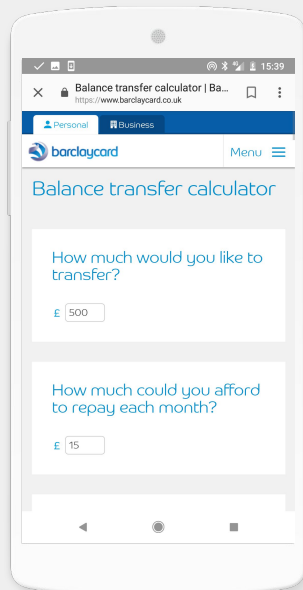 15:39
Balance transfer calculator | Ba...
https://www.barclaycard.co.uk
Personal Business
barclaycard Menu
Balance transfer calculator
How much would you like to
transfer?
£ 500
How much could you afford
to repay each month?
£ 15